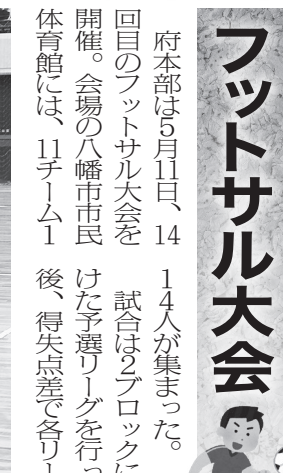 フットサル大会
府本部は5月11日、14
回目のフットサル大会を
開催。会場の八幡市市民
体育館には、11チーム1
14人が集まった。
試合は2ブロックに
けた予選リーグを行っ
後、得失点差で各リー